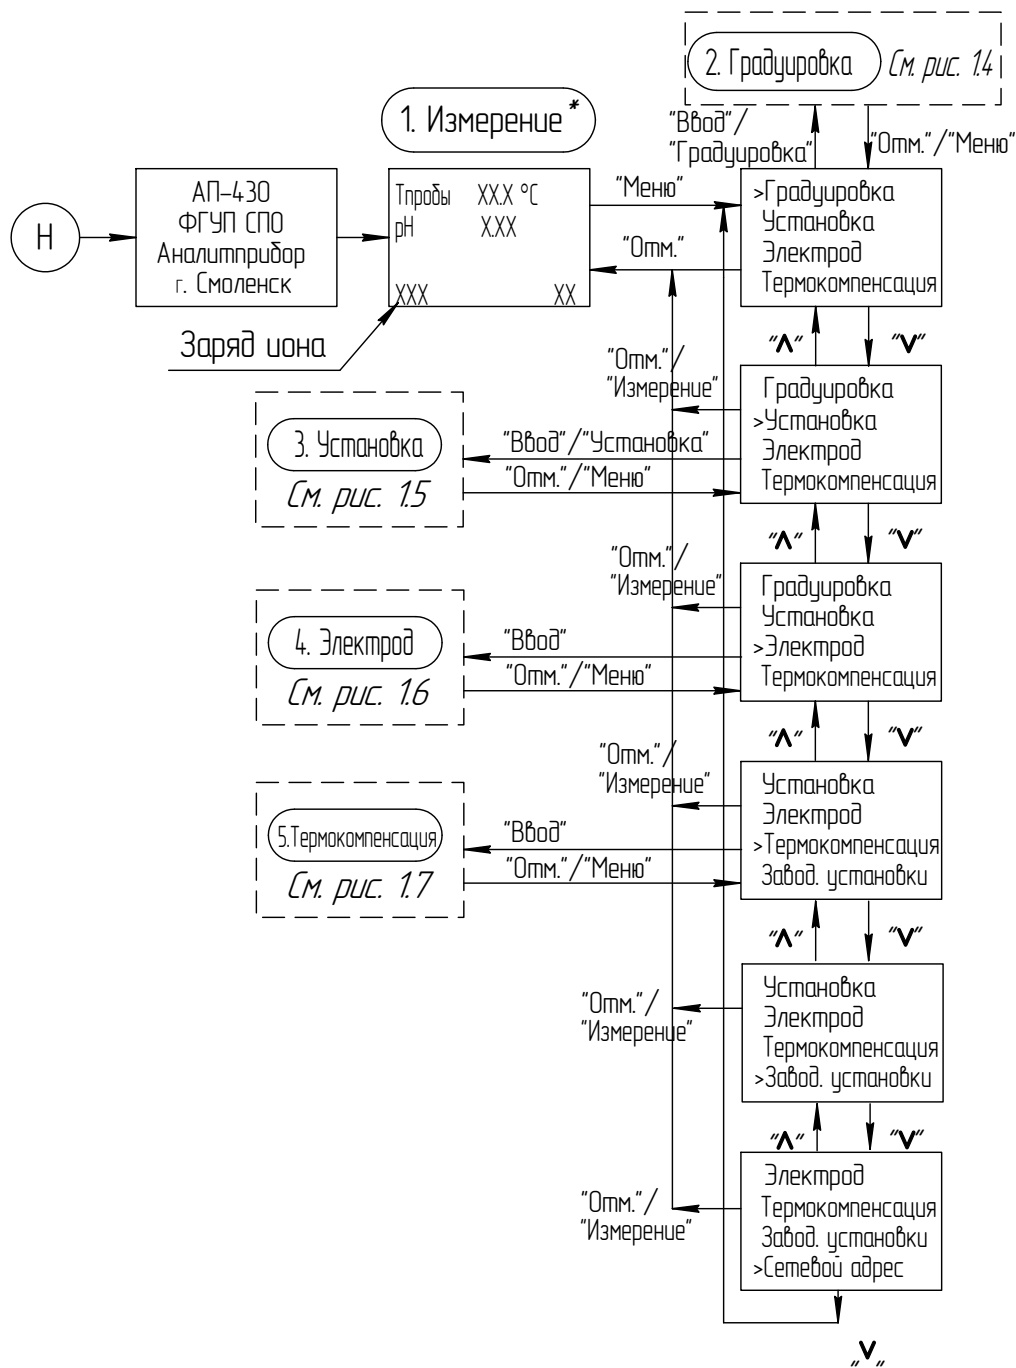 2. Градуировка
См. рис. 1.4
1. Измерение*
"Ввод"/
"Градуировка"
"Отм."/"Меню"
Н
АП-430
ФГУП СПО
Аналитприбор
г. Смоленск
Тпробы XX.X °C
pH X.XX
XXX XX
Заряд иона
"Меню"
"Отм."
>Градуировка
Установка
Электрод
Термокомпенсация
"Λ" "V"
"Отм."/
"Измерение"
Градуировка
>Установка
Электрод
Термокомпенсация
3. Установка
См. рис. 1.5
"Ввод"/"Установка"
"Отм."/"Меню"
"Λ" "V"
"Отм."/
"Измерение"
Градуировка
Установка
>Электрод
Термокомпенсация
4. Электрод
См. рис. 1.6
"Ввод"
"Отм."/"Меню"
"Λ" "V"
"Отм."/
"Измерение"
Установка
Электрод
>Термокомпенсация
Завод. установки
5.Термокомпенсация
См. рис. 1.7
"Ввод"
"Отм."/"Меню"
"Λ" "V"
"Отм."/
"Измерение"
Установка
Электрод
Термокомпенсация
>Завод. установки
"Λ" "V"
"Отм."/
"Измерение"
Электрод
Термокомпенсация
Завод. установки
>Сетевой адрес
"V"